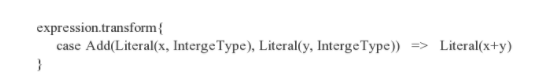 expression.transform{
case Add(Literal(x, IntergeType), Literal(y, IntergeType)) => Literal(x+y)
}